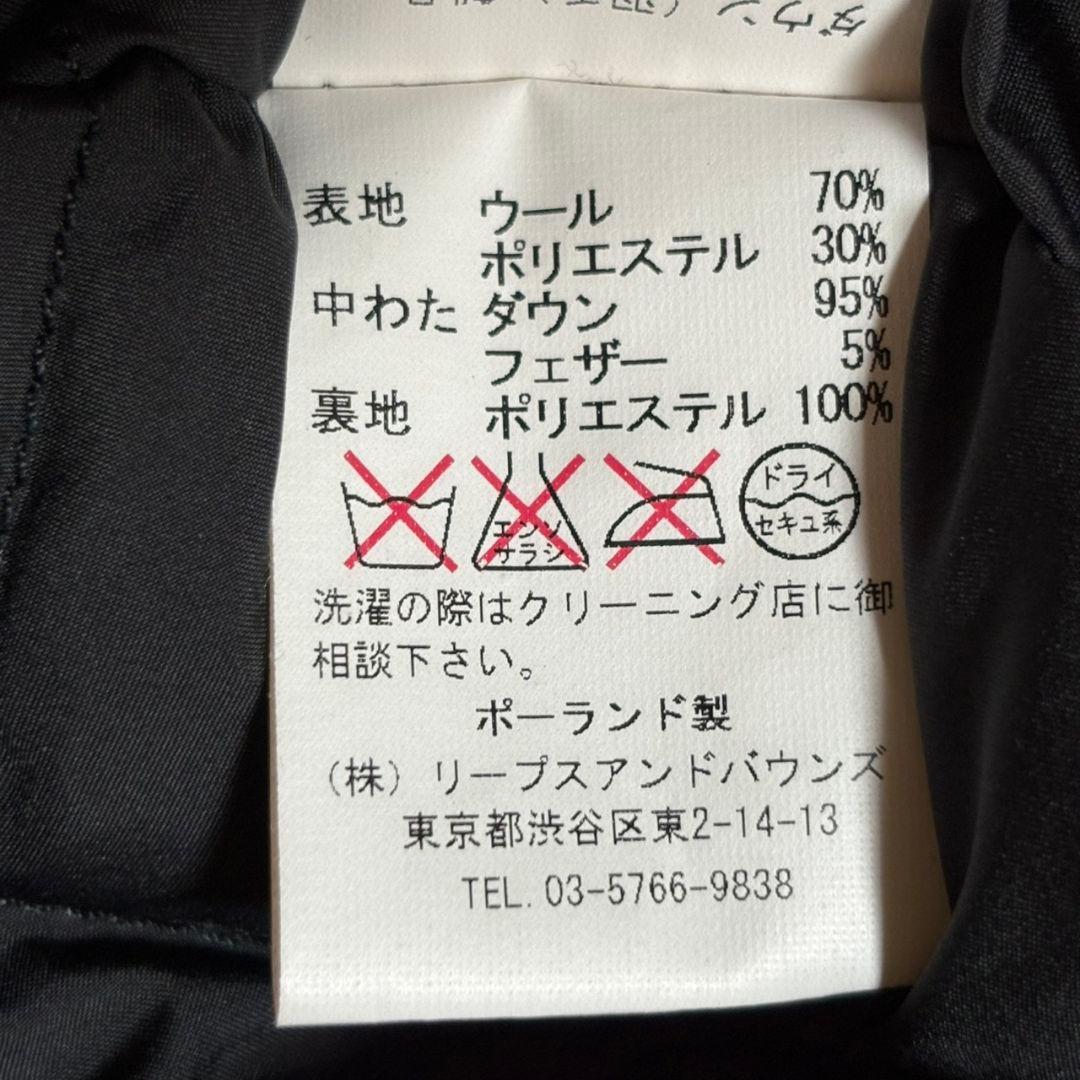 ダウン
表地 ウール 70%
ポリエステル 30%
中わた ダウン 95%
フェザー 5%
裏地 ポリエステル 100%
エンソ
サラシ
ドライ
セキユ系
洗濯の際はクリーニング店に御
相談下さい。
ポーランド製
（株）リープスアンドバウンズ
東京都渋谷区東2-14-13
TEL. 03-5766-9838